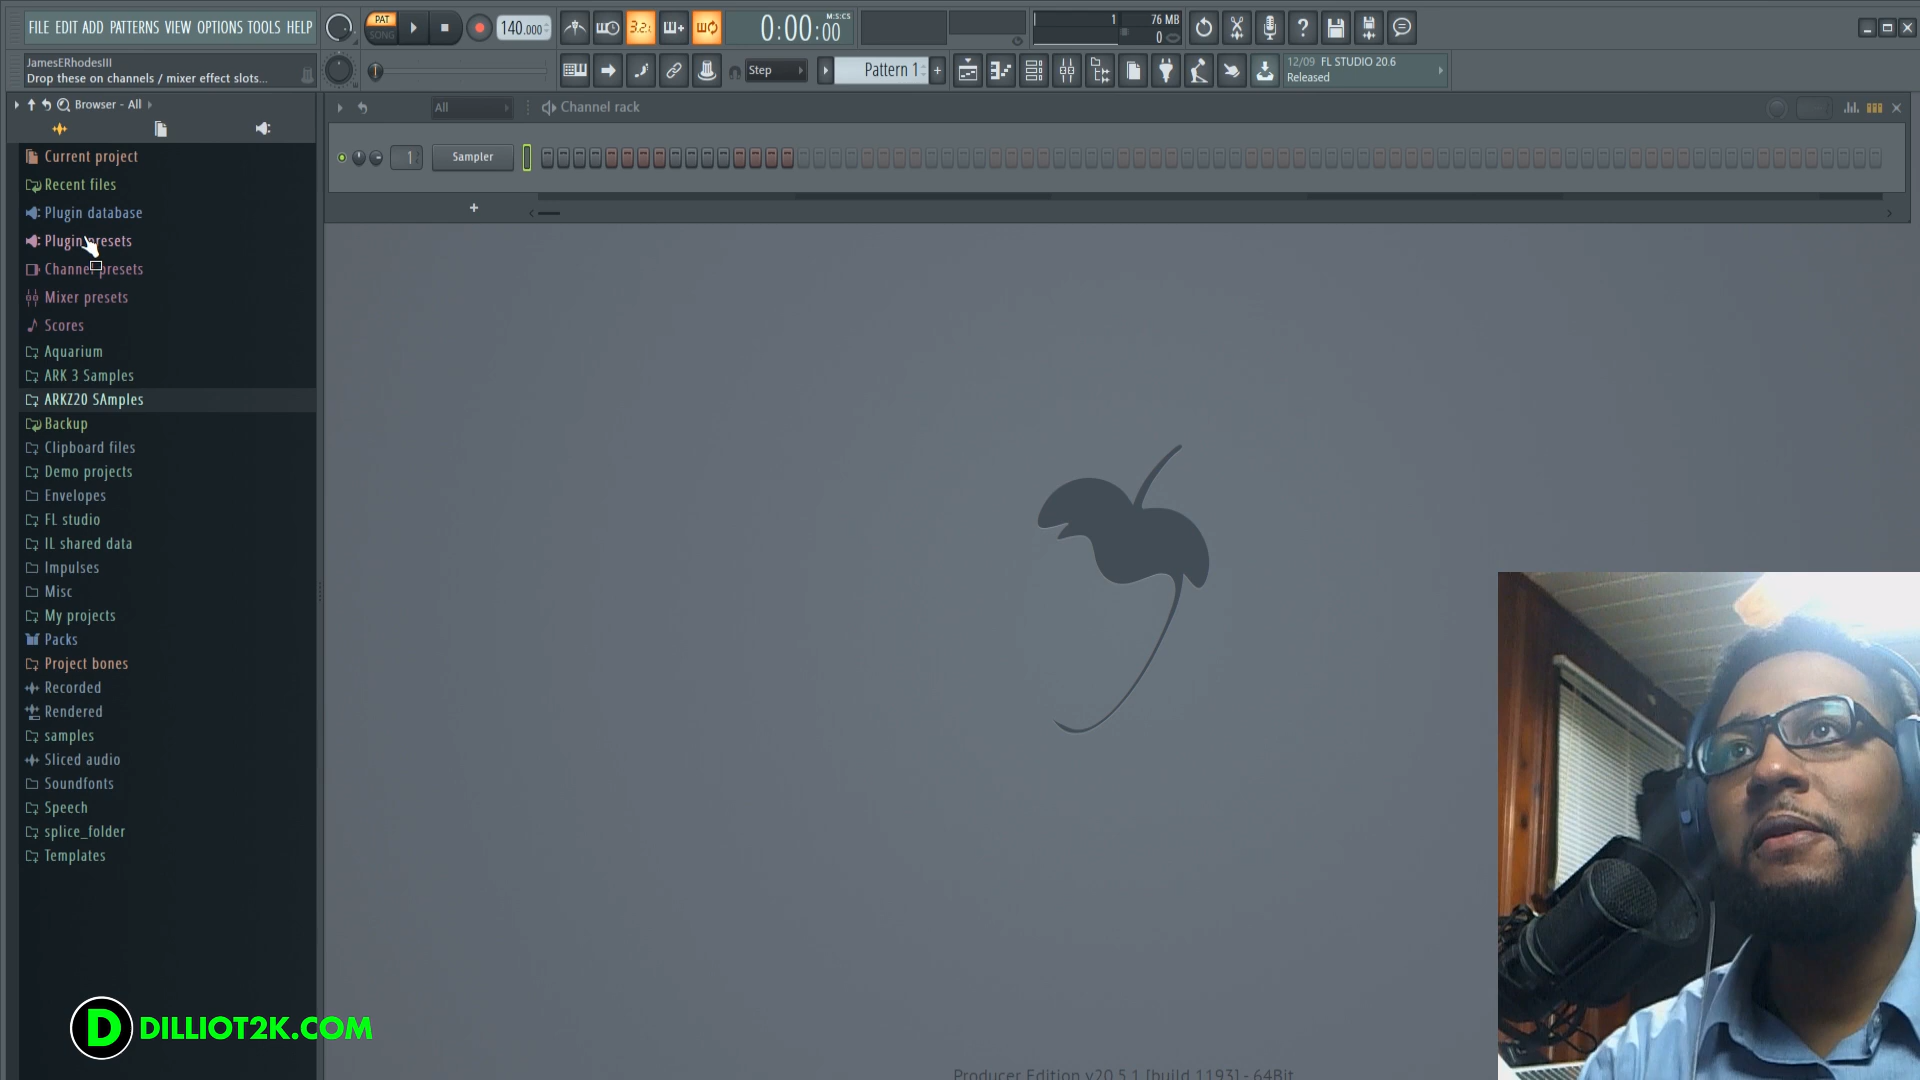 FILE EDIT ADD PATTERNS VIEW OPTIONS TOOLS HELP
PAT
SONG
140.000
3.2.
0:00:00
M:S:CS
1
76 MB
0
JamesERhodesIII
Drop these on channels / mixer effect slots...
Step
Pattern 1
+
12/09 FL STUDIO 20.6
Released
Browser - All
All
Channel rack
1
Sampler
+
Current project
Recent files
Plugin database
Plugin presets
Channel presets
Mixer presets
Scores
Aquarium
ARK 3 Samples
ARKZ20 SAmples
Backup
Clipboard files
Demo projects
Envelopes
FL studio
IL shared data
Impulses
Misc
My projects
Packs
Project bones
Recorded
Rendered
samples
Sliced audio
Soundfonts
Speech
splice_folder
Templates
D DILLIOT2K.COM
Producer Edition v20.5.1 [build 1193] - 64Bit